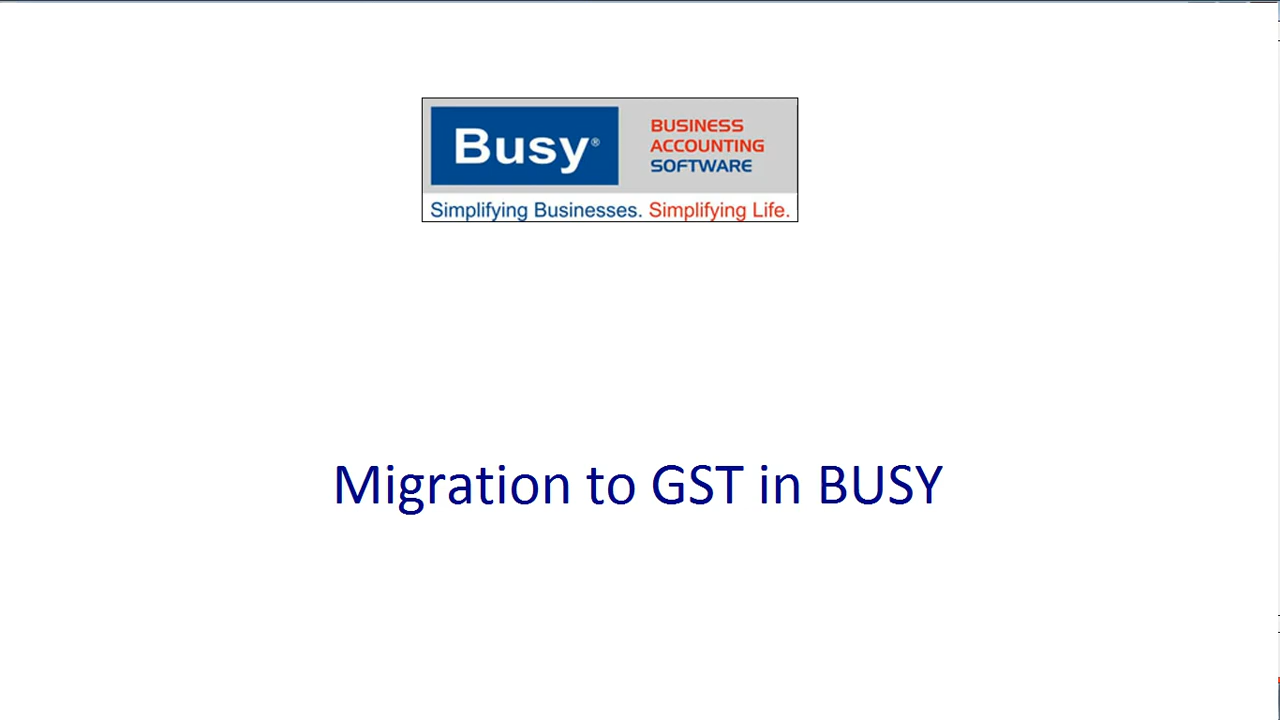 Busy®
BUSINESS
ACCOUNTING
SOFTWARE
Simplifying Businesses. Simplifying Life.
Migration to GST in BUSY